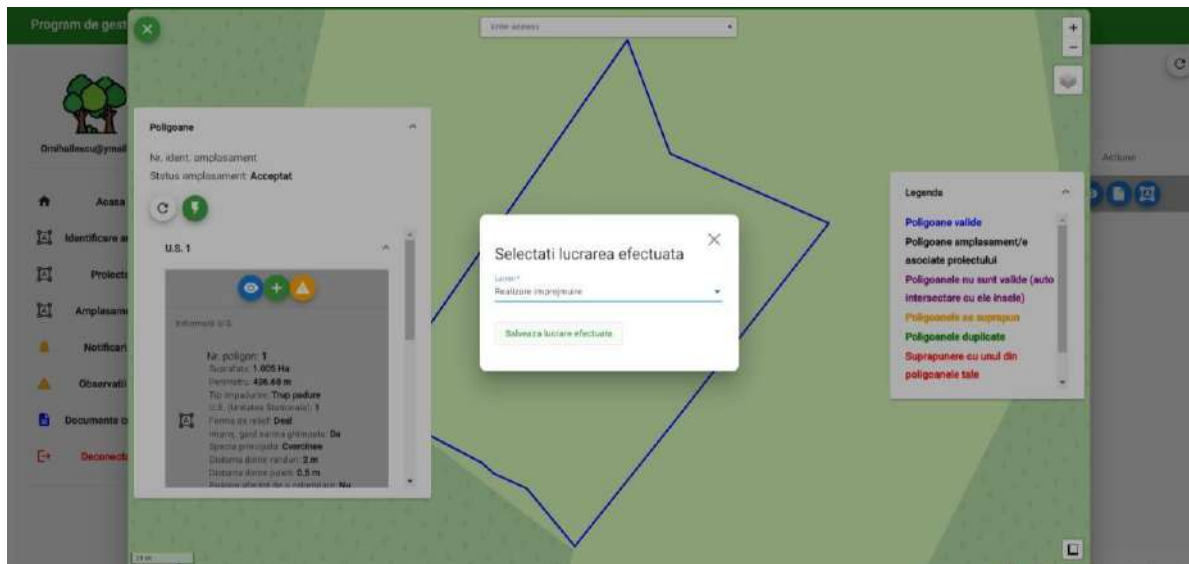 Program de gest
Enter address
+
−
Omihailescu@ymail
Acasa
Identificare am
Proiecte
Amplasam
Notificari
Observatii
Documente
Deconecta
Poligoane
Nr. ident. amplasament
Status amplasament: Acceptat
U.S. 1
Informatii U.S.
Nr. poligon: 1
Suprafata: 1.005 Ha
Perimetru: 436.68 m
Tip impadurire: Trup padure
U.S. (Unitatea Stationala): 1
Forma de relief: Deal
Imprej. gard sarma ghimpata: Da
Specia principala: Cvercinee
Distanta dintre randuri: 2 m
Distanta dintre puieti: 0.5 m
Selectati lucrarea efectuata
Lucrari *
Realizare imprejmuire
Salveaza lucrare efectuata
Actiuni
Legenda
Poligoane valide
Poligoane amplasament/e
asociate proiectului
Poligoanele nu sunt valide (auto
intersectare cu ele insele)
Poligoanele se suprapun
Poligoanele duplicate
Suprapunere cu unul din
poligoanele tale